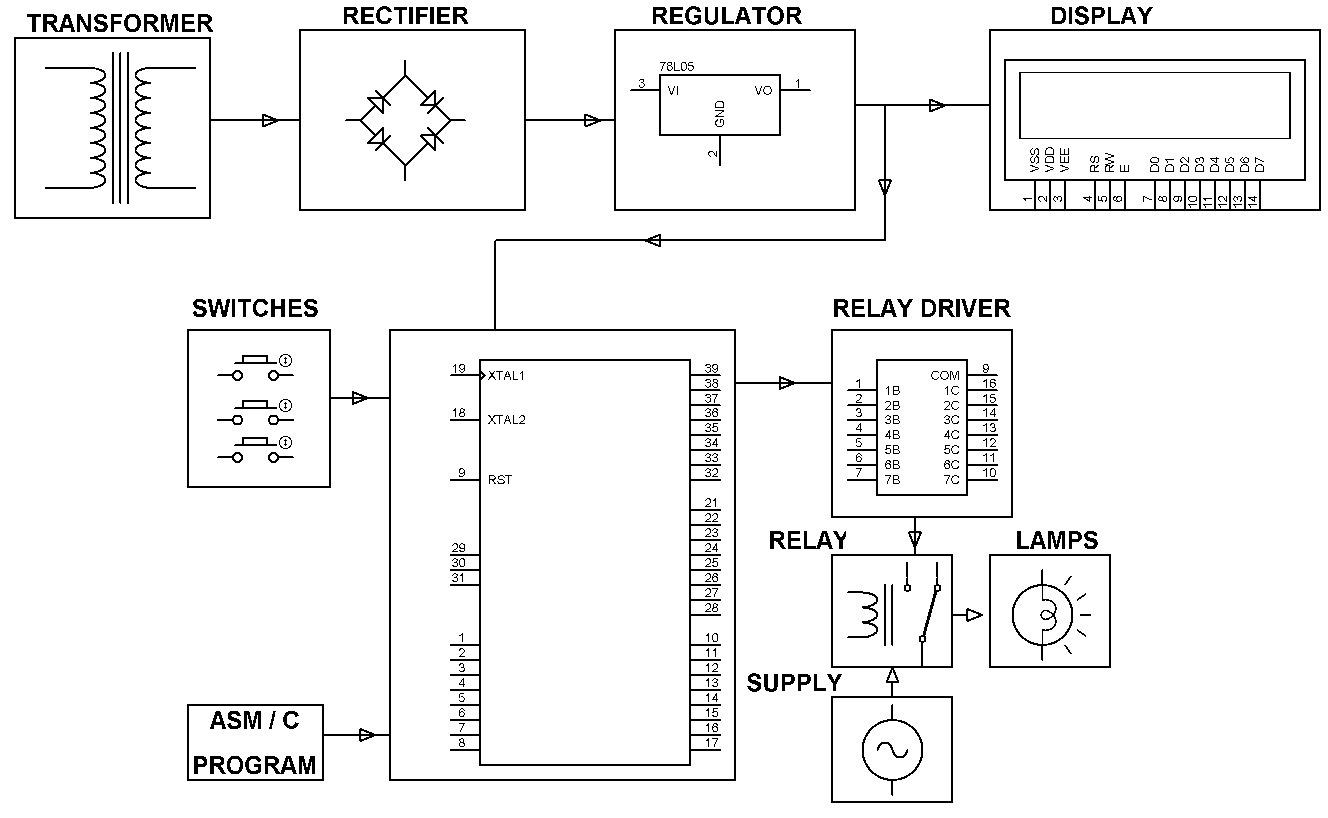 TRANSFORMER
RECTIFIER
REGULATOR
DISPLAY
78L05
3 VI VO 1
GND
2
VSS VDD VEE RS RW E D0 D1 D2 D3 D4 D5 D6 D7
1 2 3 4 5 6 7 8 9 10 11 12 13 14
SWITCHES
RELAY DRIVER
19 XTAL1
18 XTAL2
9 RST
29
30
31
1
2
3
4
5
6
7
8
39
38
37
36
35
34
33
32
21
22
23
24
25
26
27
28
10
11
12
13
14
15
16
17
COM 9
1 1B 1C 16
2 2B 2C 15
3 3B 3C 14
4 4B 4C 13
5 5B 5C 12
6 6B 6C 11
7 7B 7C 10
RELAY
LAMPS
SUPPLY
ASM / C
PROGRAM